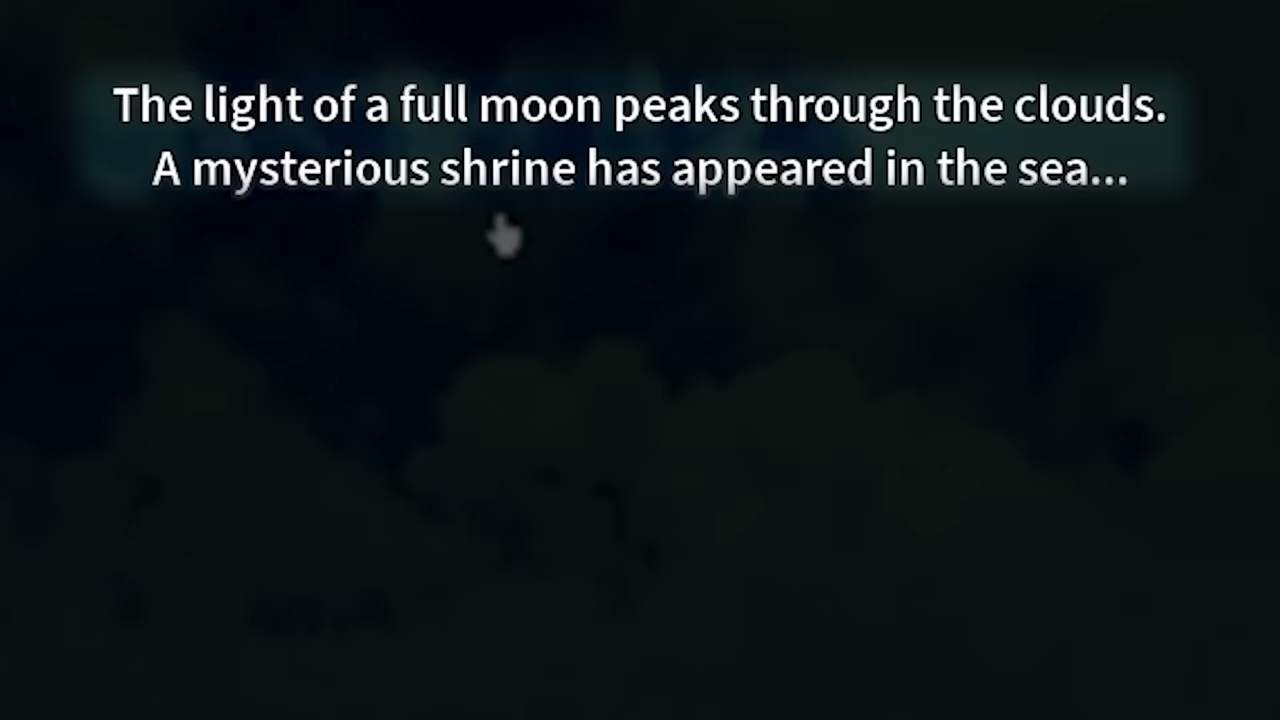 The light of a full moon peaks through the clouds.
A mysterious shrine has appeared in the sea...